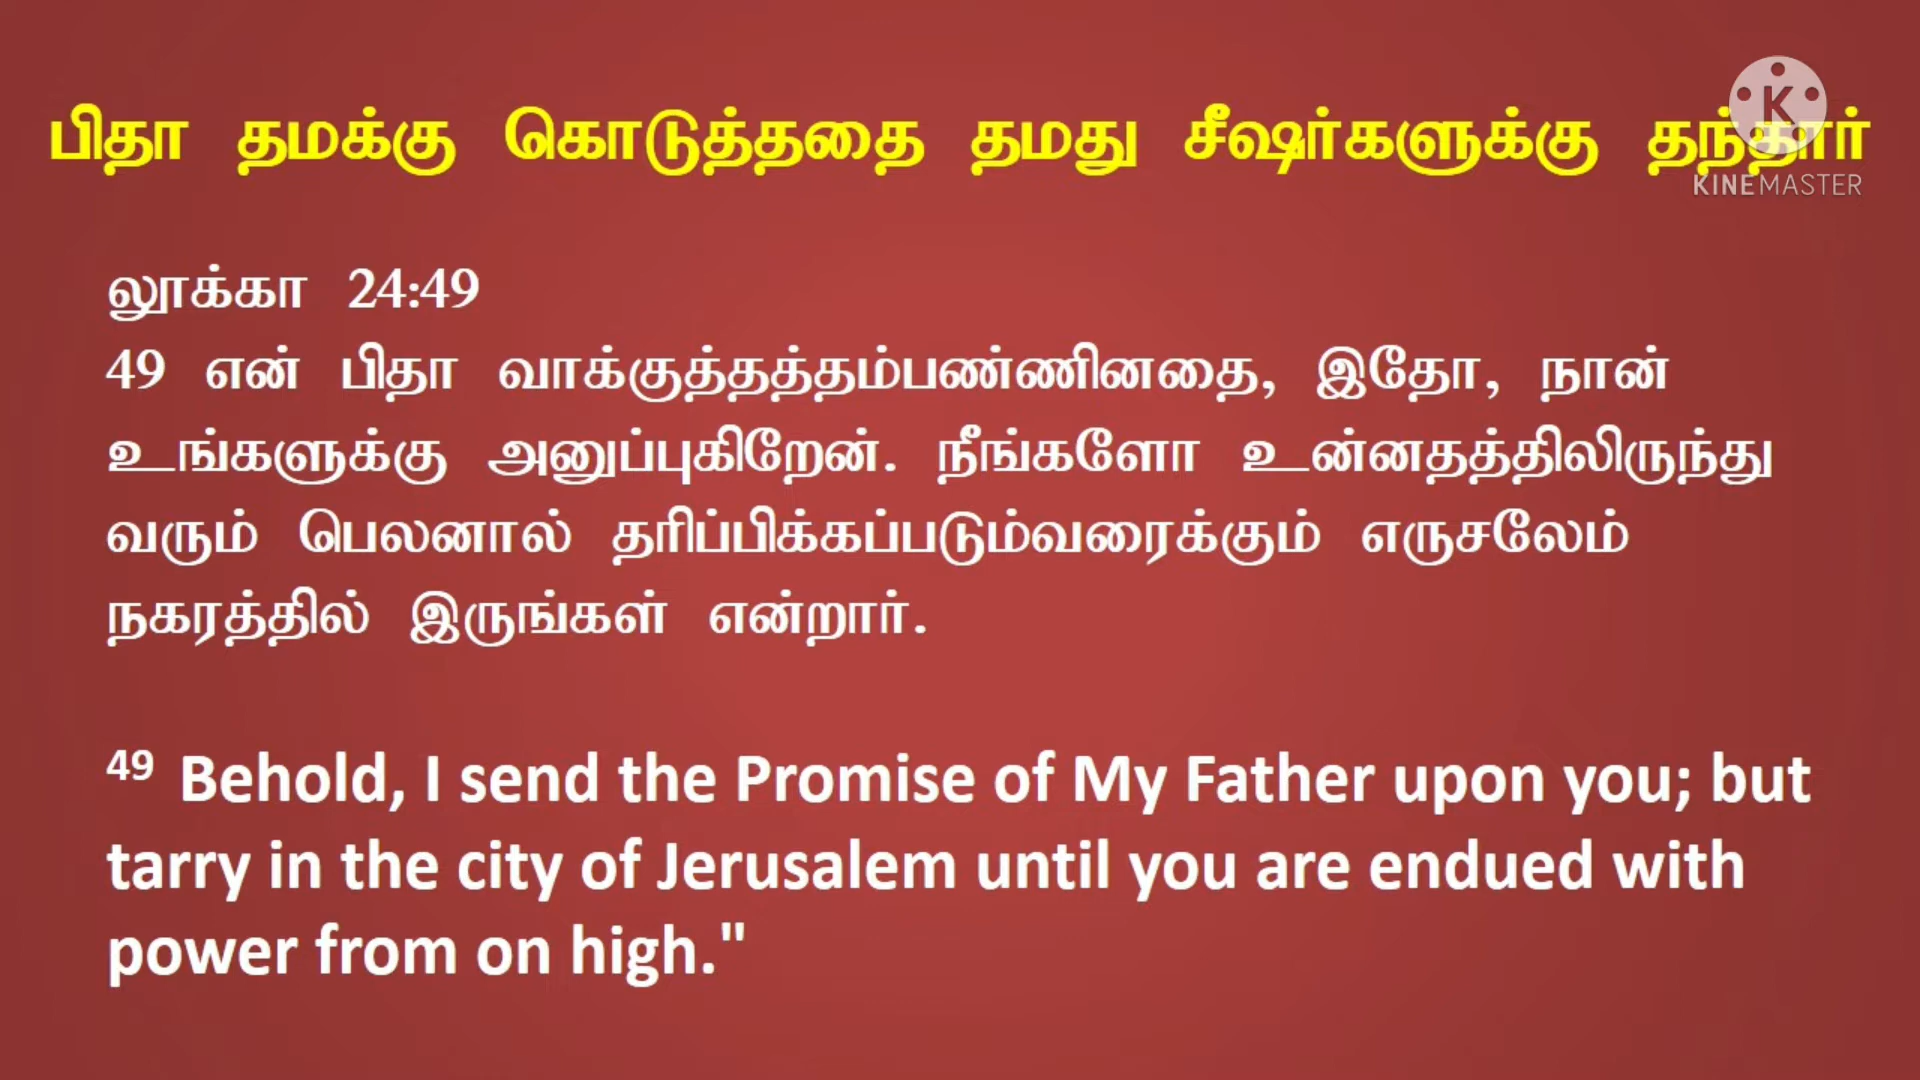 பிதா தமக்கு கொடுத்ததை தமது சீஷர்களுக்கு தந்தார்
K
KINEMASTER
லூக்கா 24:49
49 என் பிதா வாக்குத்தத்தம்பண்ணினதை, இதோ, நான்
உங்களுக்கு அனுப்புகிறேன். நீங்களோ உன்னதத்திலிருந்து
வரும் பெலனால் தரிப்பிக்கப்படும்வரைக்கும் எருசலேம்
நகரத்தில் இருங்கள் என்றார்.
49 Behold, I send the Promise of My Father upon you; but
tarry in the city of Jerusalem until you are endued with
power from on high."